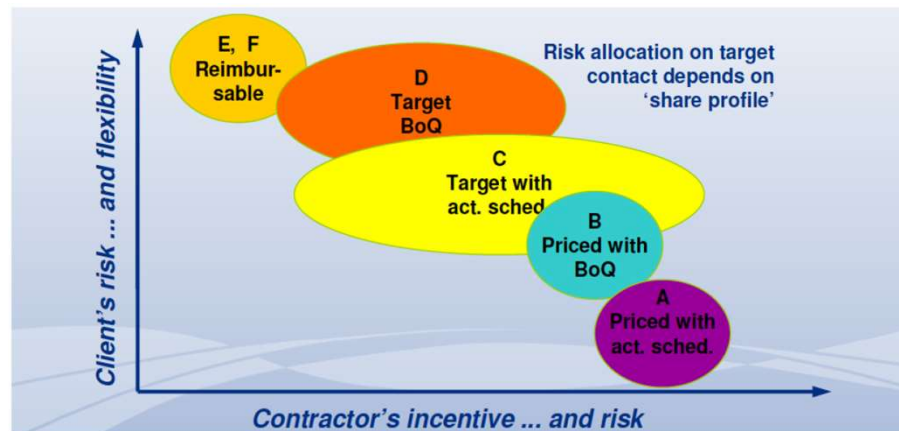 E, F
Reimbur-
sable
D
Target
BoQ
Risk allocation on target
contact depends on
‘share profile’
C
Target with
act. sched.
B
Priced with
BoQ
A
Priced with
act. sched.
Client's risk ... and flexibility
Contractor's incentive ... and risk